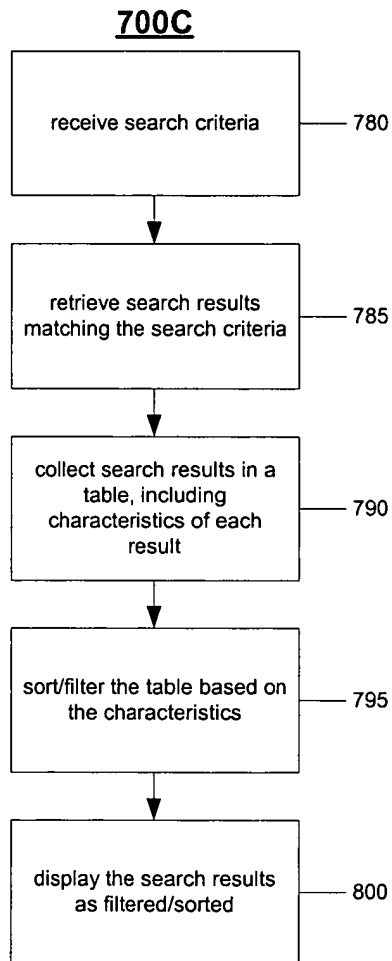 700C
receive search criteria
780
retrieve search results
matching the search criteria
785
collect search results in a
table, including
characteristics of each
result
790
sort/filter the table based on
the characteristics
795
display the search results
as filtered/sorted
800